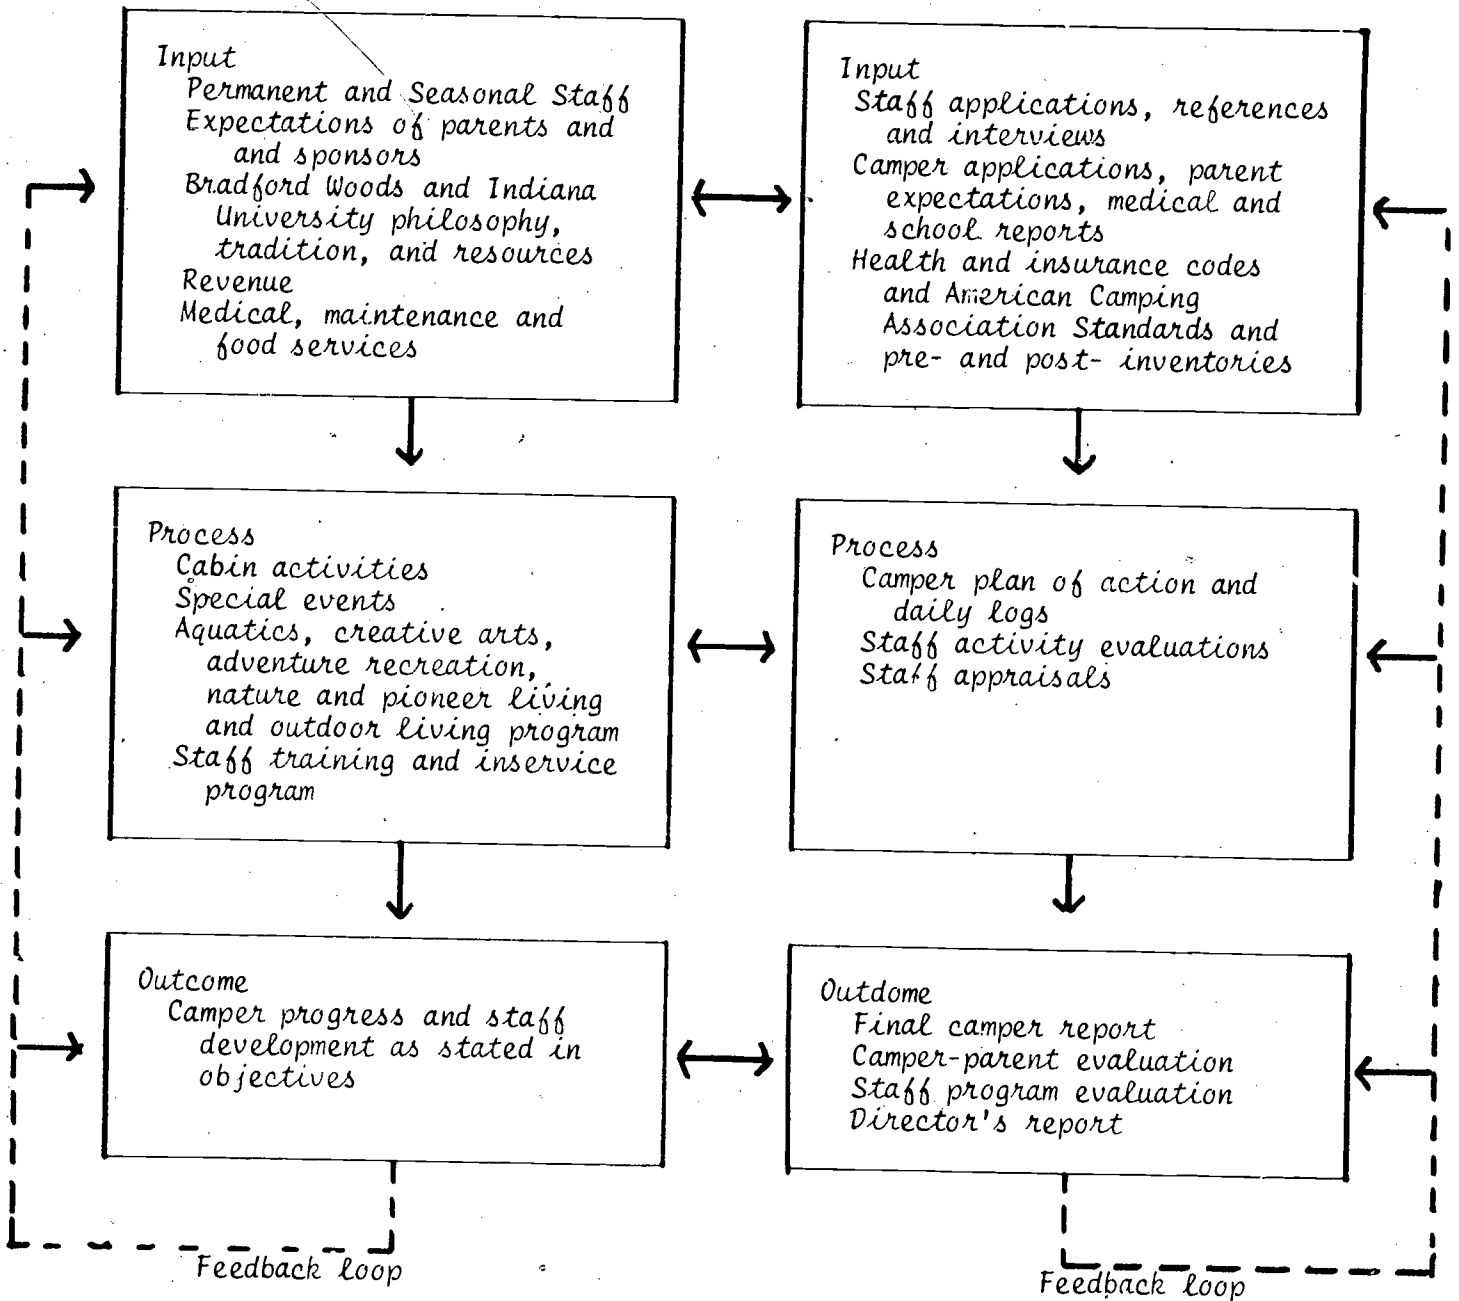 Input
Permanent and Seasonal Staff
Expectations of parents and
and sponsors
Bradford Woods and Indiana
University philosophy,
tradition, and resources
Revenue
Medical, maintenance and
food services
Input
Staff applications, references
and interviews
Camper applications, parent
expectations, medical and
school reports
Health and insurance codes
and American Camping
Association Standards and
pre- and post- inventories
Process
Cabin activities
Special events
Aquatics, creative arts,
adventure recreation,
nature and pioneer living
and outdoor living program
Staff training and inservice
program
Process
Camper plan of action and
daily logs
Staff activity evaluations
Staff appraisals
Outcome
Camper progress and staff
development as stated in
objectives
Outdome
Final camper report
Camper-parent evaluation
Staff program evaluation
Director's report
Feedback loop
Feedback loop